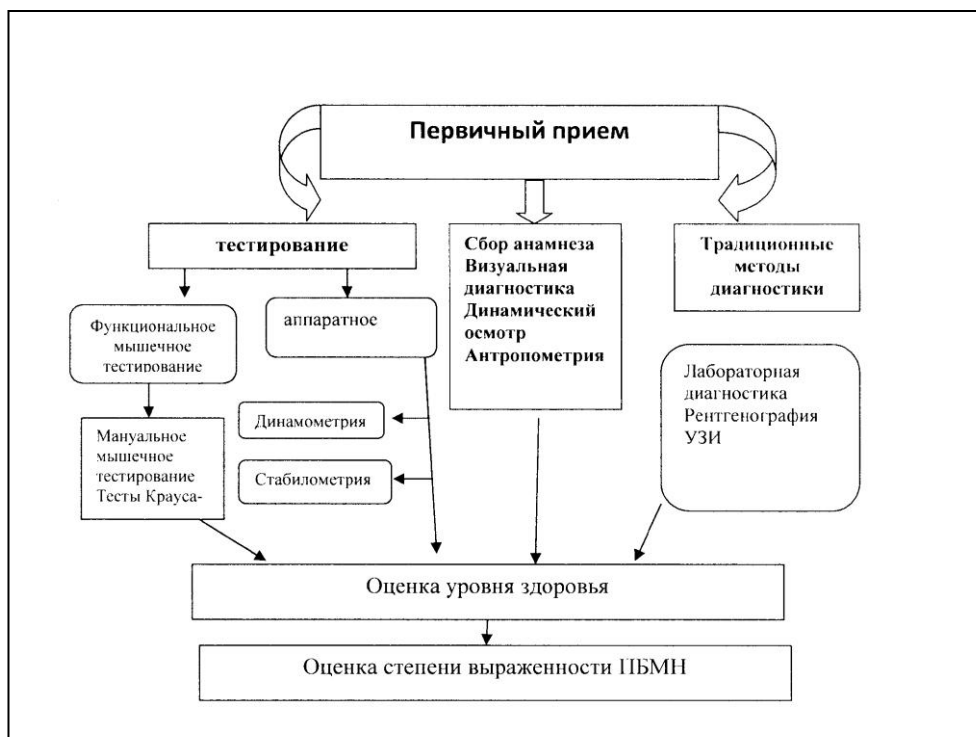 Первичный прием
тестирование
Сбор анамнеза
Визуальная
диагностика
Динамический
осмотр
Антропометрия
Традиционные
методы
диагностики
Функциональное
мышечное
тестирование
аппаратное
Лабораторная
диагностика
Рентгенография
УЗИ
Динамометрия
Мануальное
мышечное
тестирование
Тесты Крауса-
Стабилометрия
Оценка уровня здоровья
Оценка степени выраженности ПБМН